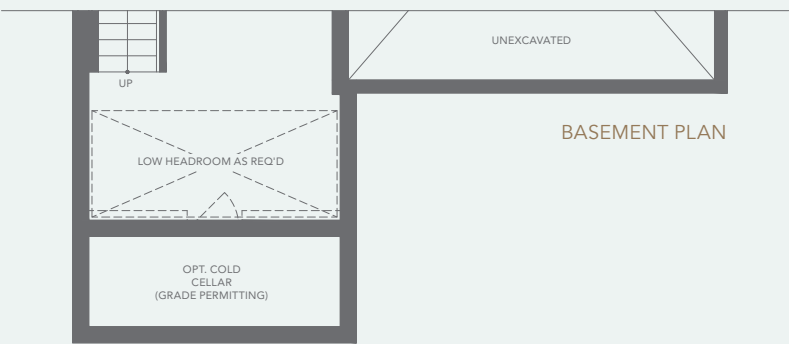 UNEXCAVATED
UP
BASEMENT PLAN
LOW HEADROOM AS REQ'D
OPT. COLD
CELLAR
(GRADE PERMITTING)